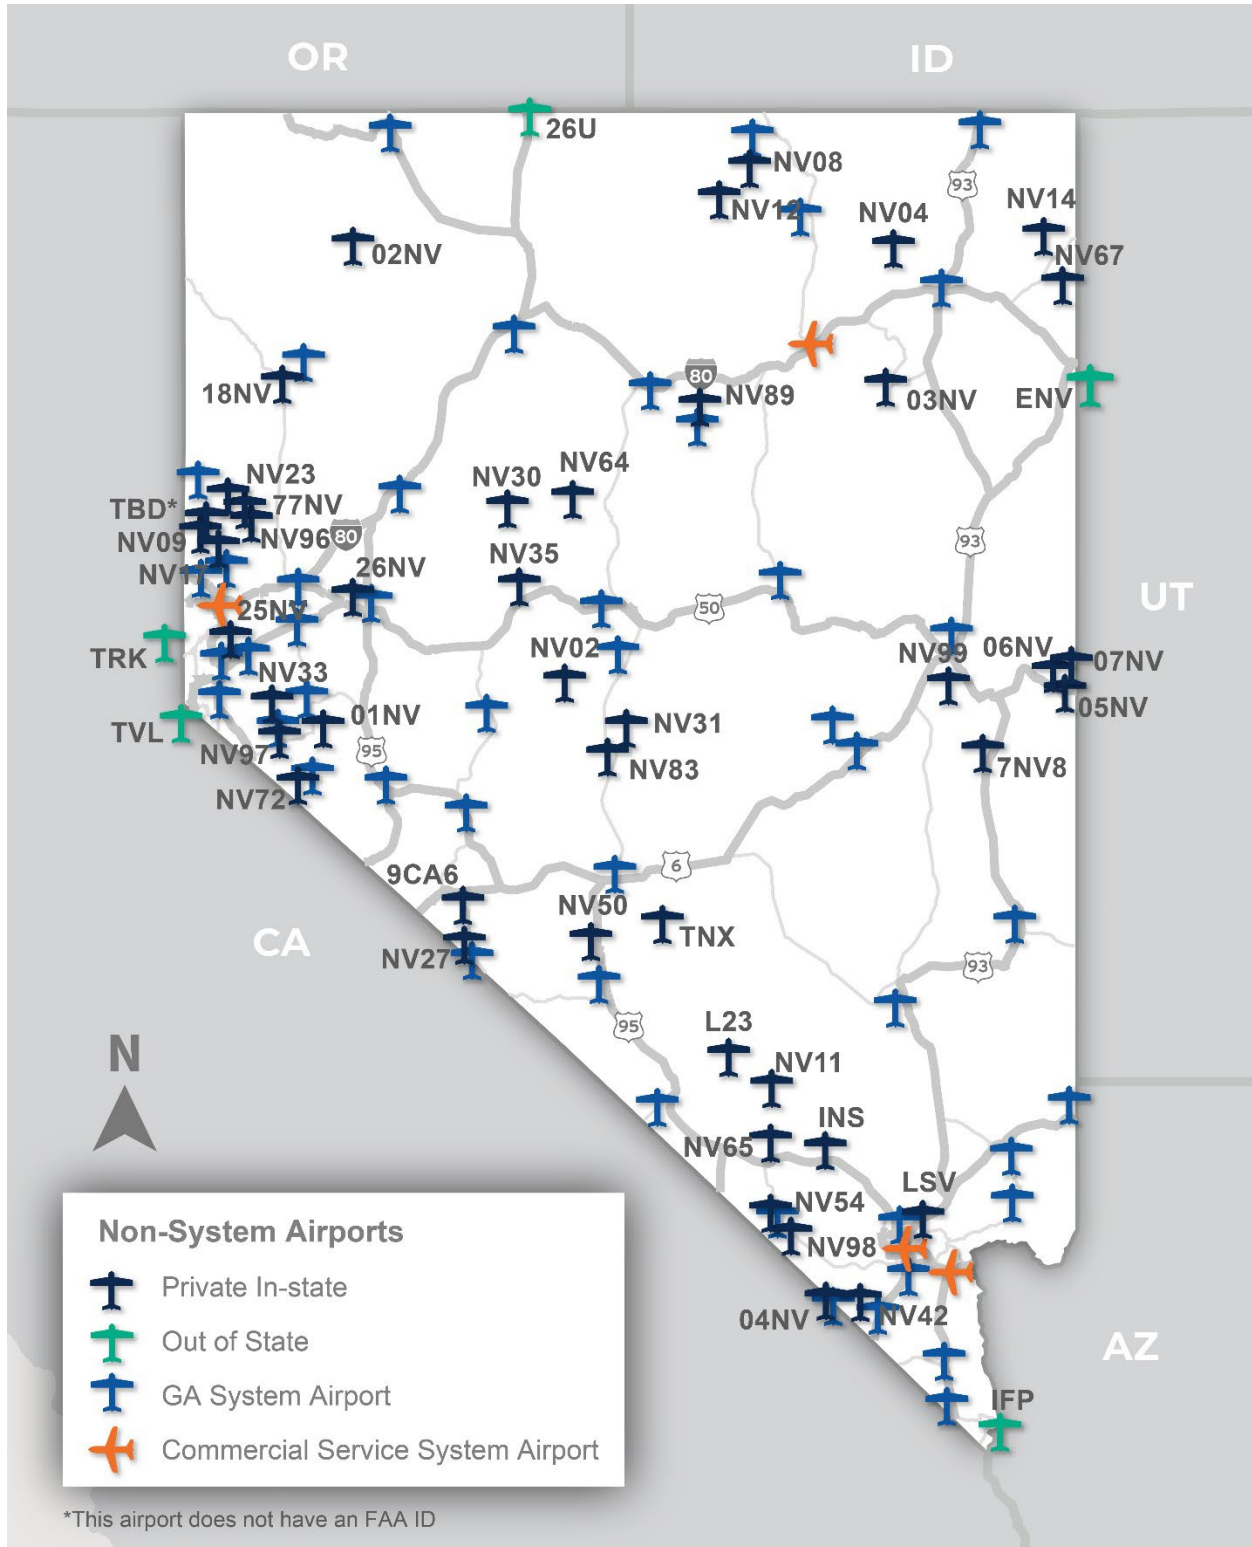 OR
ID
26U
NV08
93
NV12
NV04
NV14
02NV
NV67
18NV
80
NV89
03NV
ENV
NV23
NV30
NV64
TBD*
77NV
NV09
NV96
80
93
NV17
26NV
NV35
25NV
50
UT
TRK
NV33
NV02
NV99
06NV
07NV
05NV
TVL
01NV
NV31
NV97
95
NV83
7NV8
NV72
9CA6
6
NV50
TNX
CA
NV27
93
95
L23
N
NV11
INS
NV65
LSV
NV54
NV98
04NV
NV42
AZ
IFP
Non-System Airports
Private In-state
Out of State
GA System Airport
Commercial Service System Airport
*This airport does not have an FAA ID